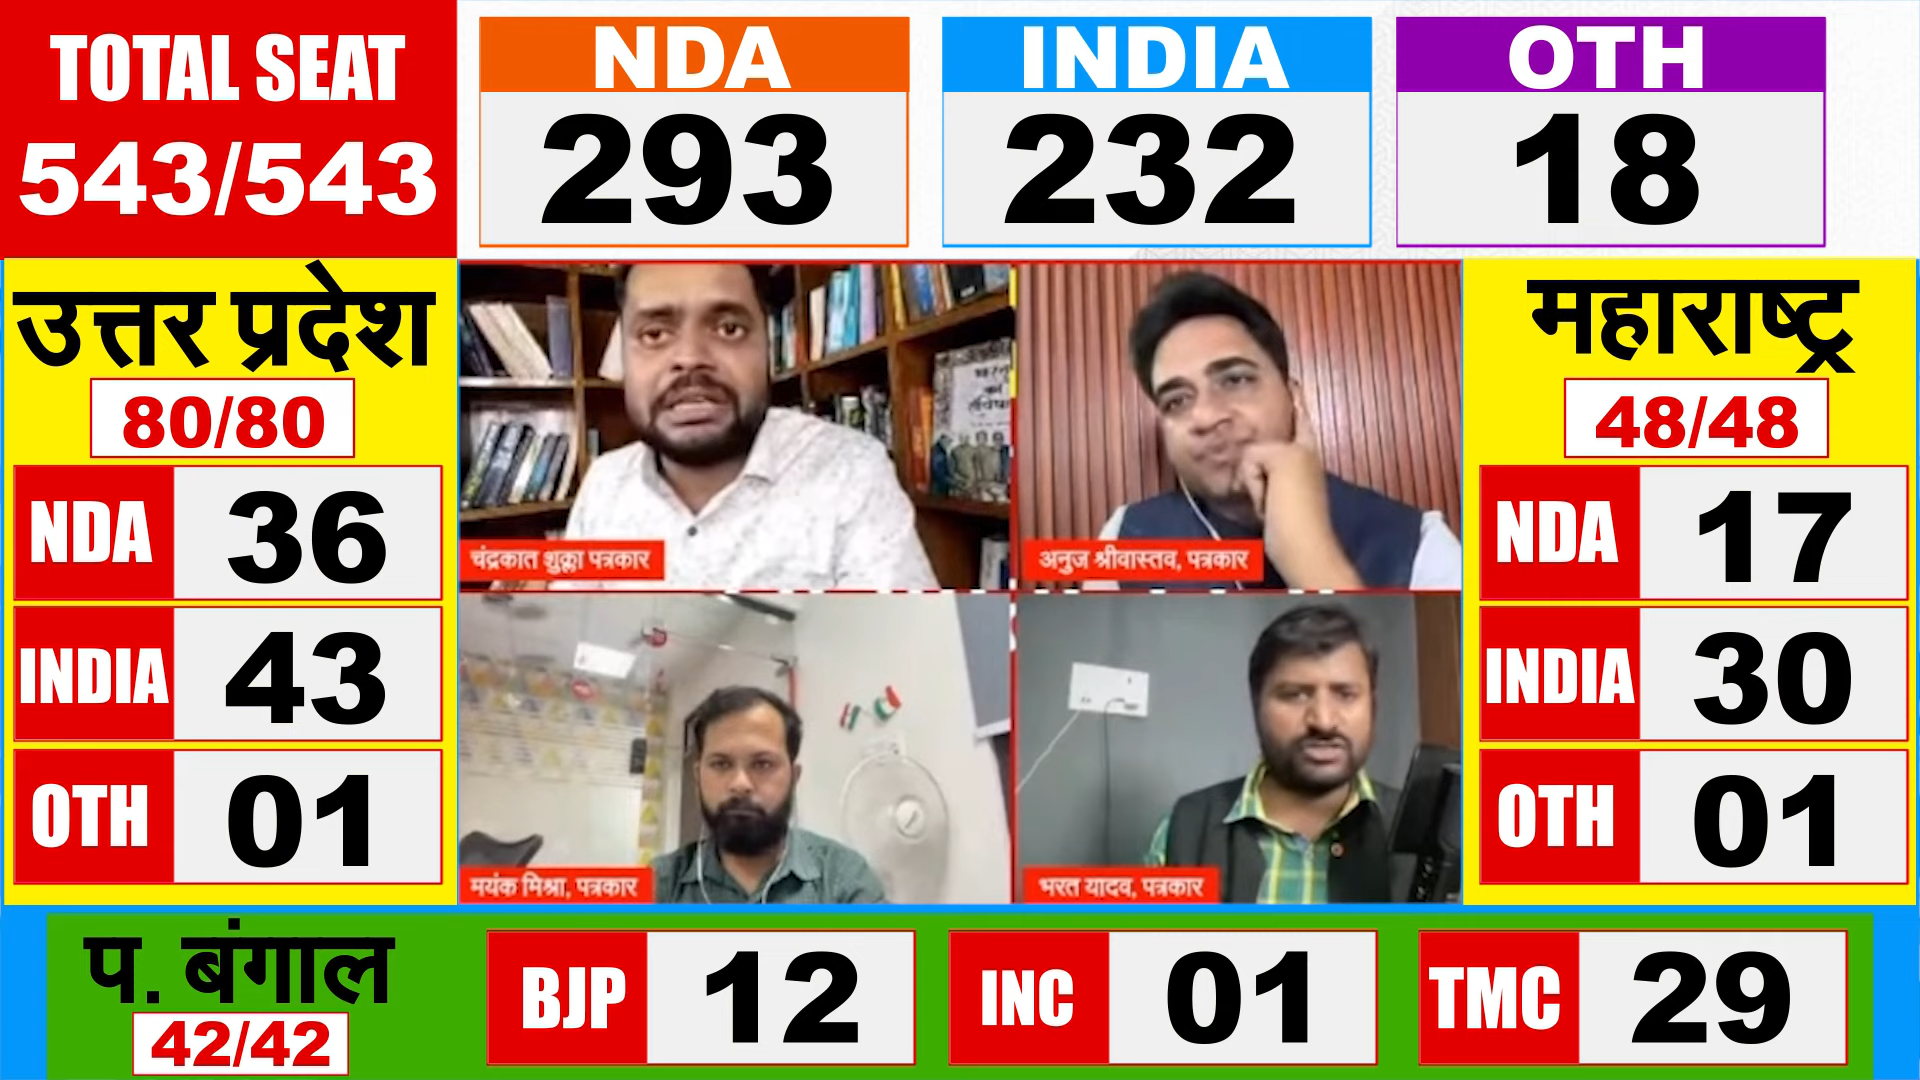 TOTAL SEAT
543/543
NDA
293
INDIA
232
OTH
18
उत्तर प्रदेश
80/80
NDA 36
INDIA 43
OTH 01
चंद्रकात शुक्ला पत्रकार
अनुज श्रीवास्तव, पत्रकार
मयंक मिश्रा, पत्रकार
भरत यादव, पत्रकार
महाराष्ट्र
48/48
NDA 17
INDIA 30
OTH 01
प. बंगाल
42/42
BJP 12
INC 01
TMC 29